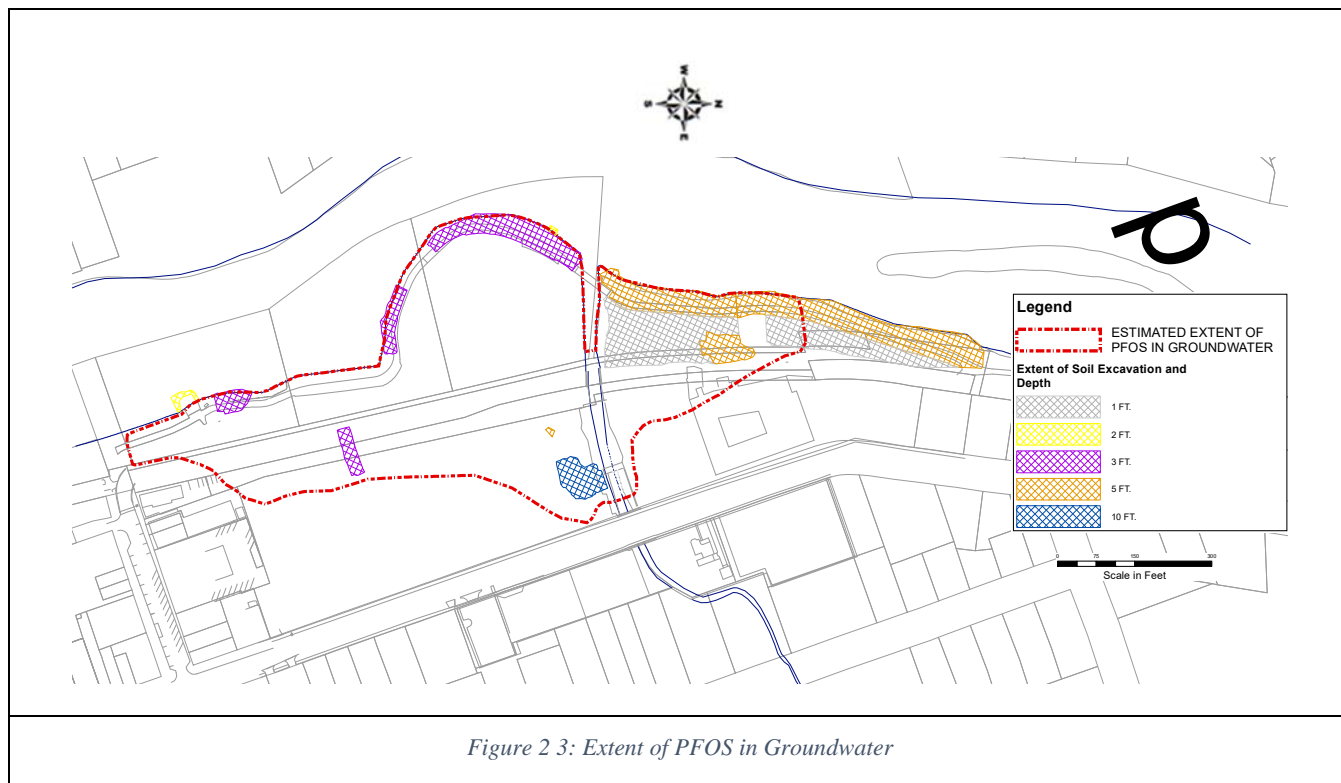 W
S
N
E
Legend
ESTIMATED EXTENT OF
PFOS IN GROUNDWATER
Extent of Soil Excavation and
Depth
1 FT.
2 FT.
3 FT.
5 FT.
10 FT.
0 75 150 300
Scale in Feet
Figure 2 3: Extent of PFOS in Groundwater